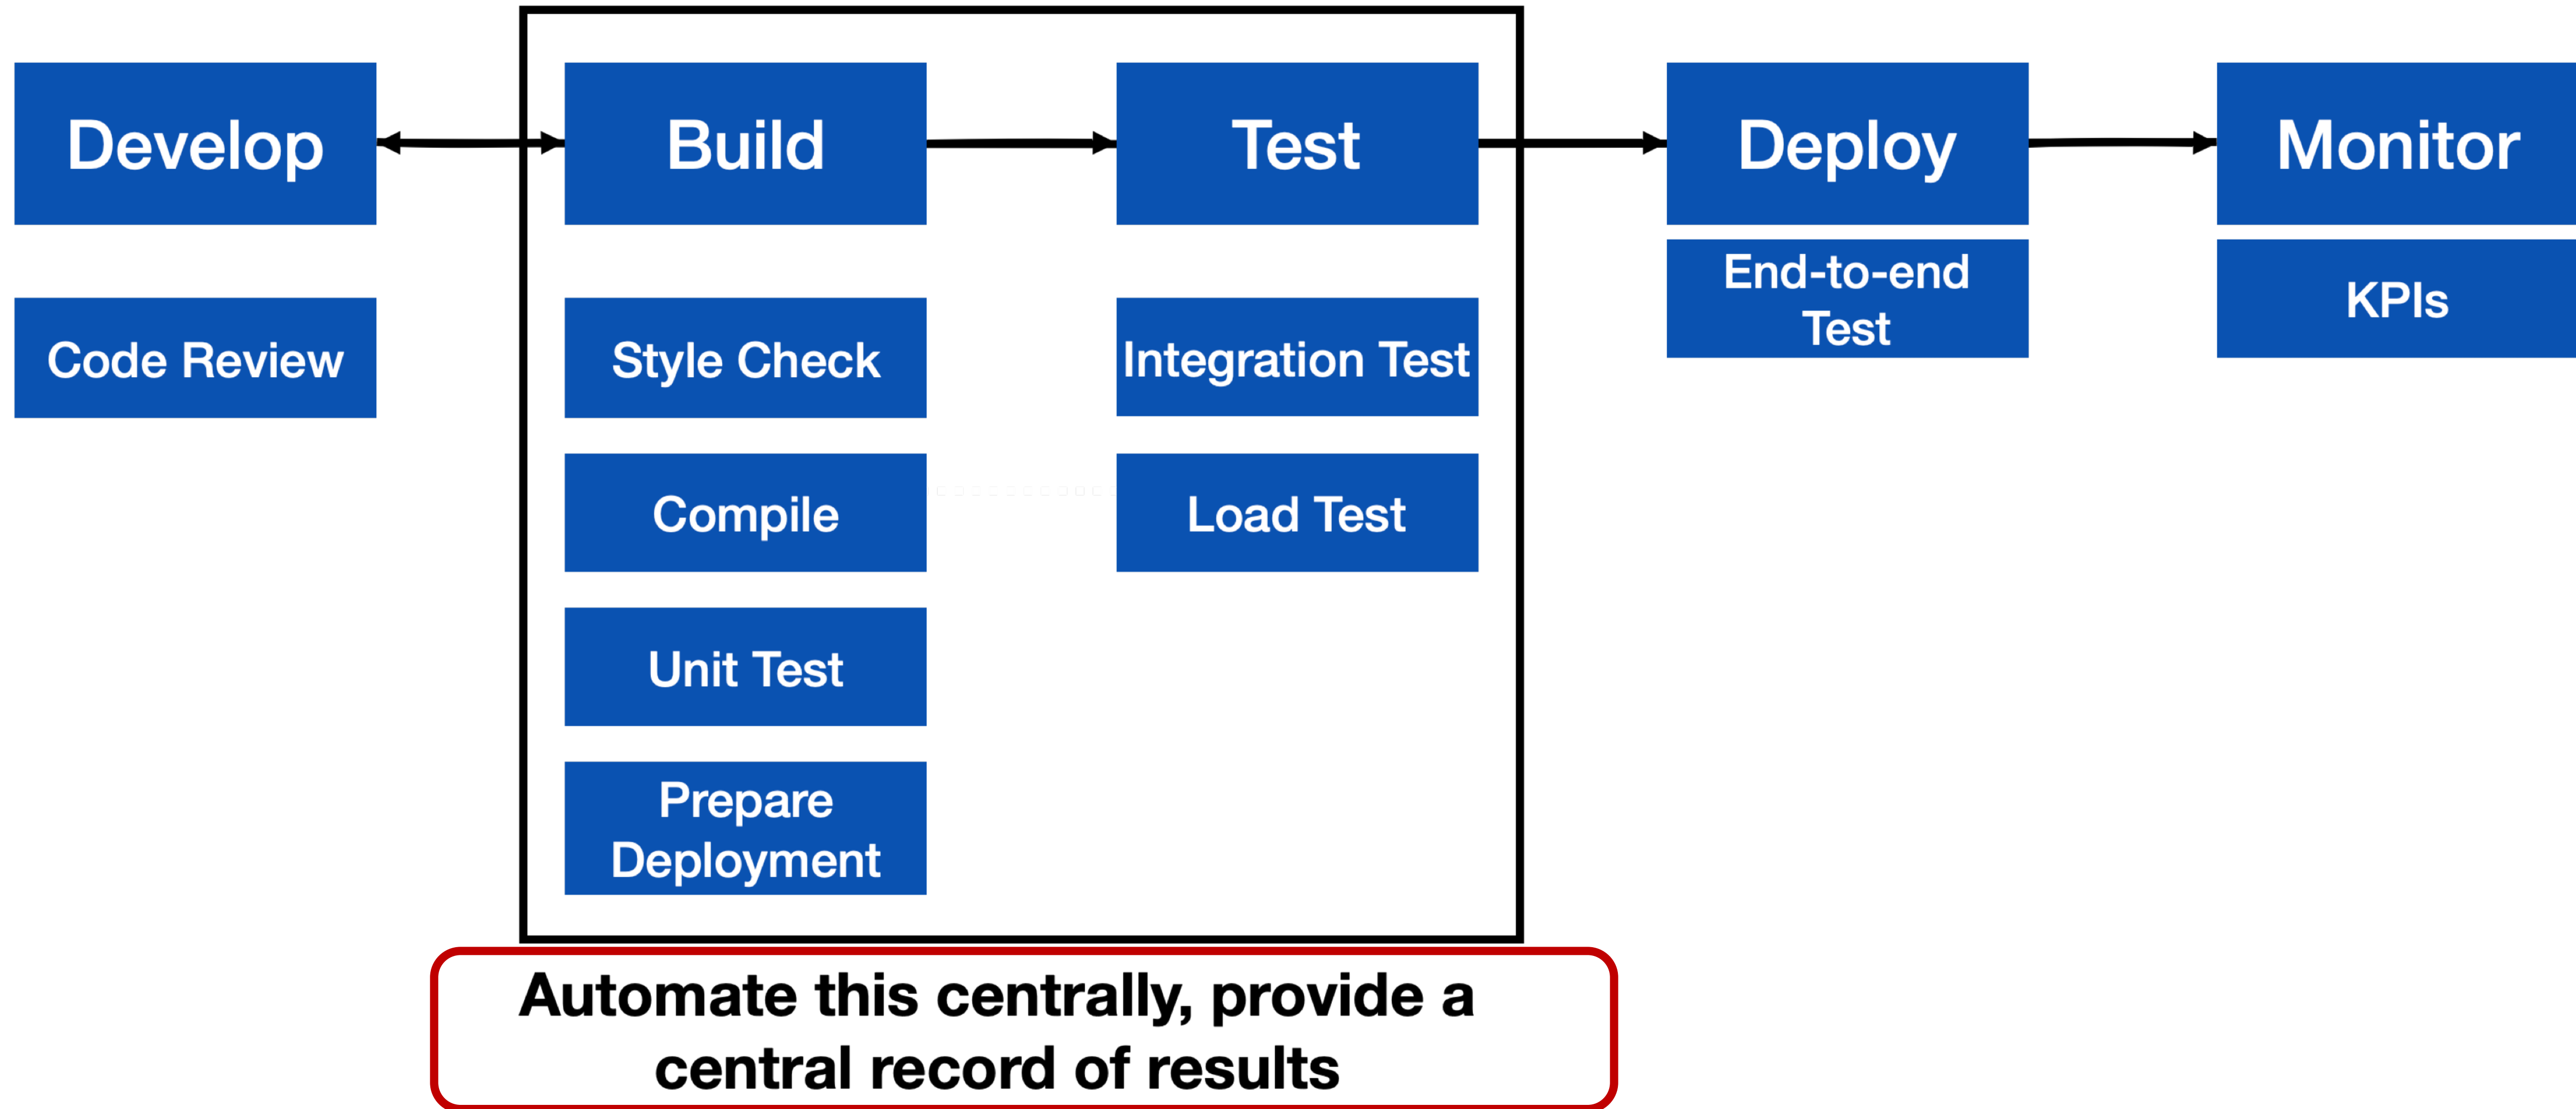 Develop
Build
Test
Deploy
Monitor
Code Review
Style Check
Compile
Unit Test
Prepare
Deployment
Integration Test
Load Test
End-to-end
Test
KPIs
Automate this centrally, provide a
central record of results